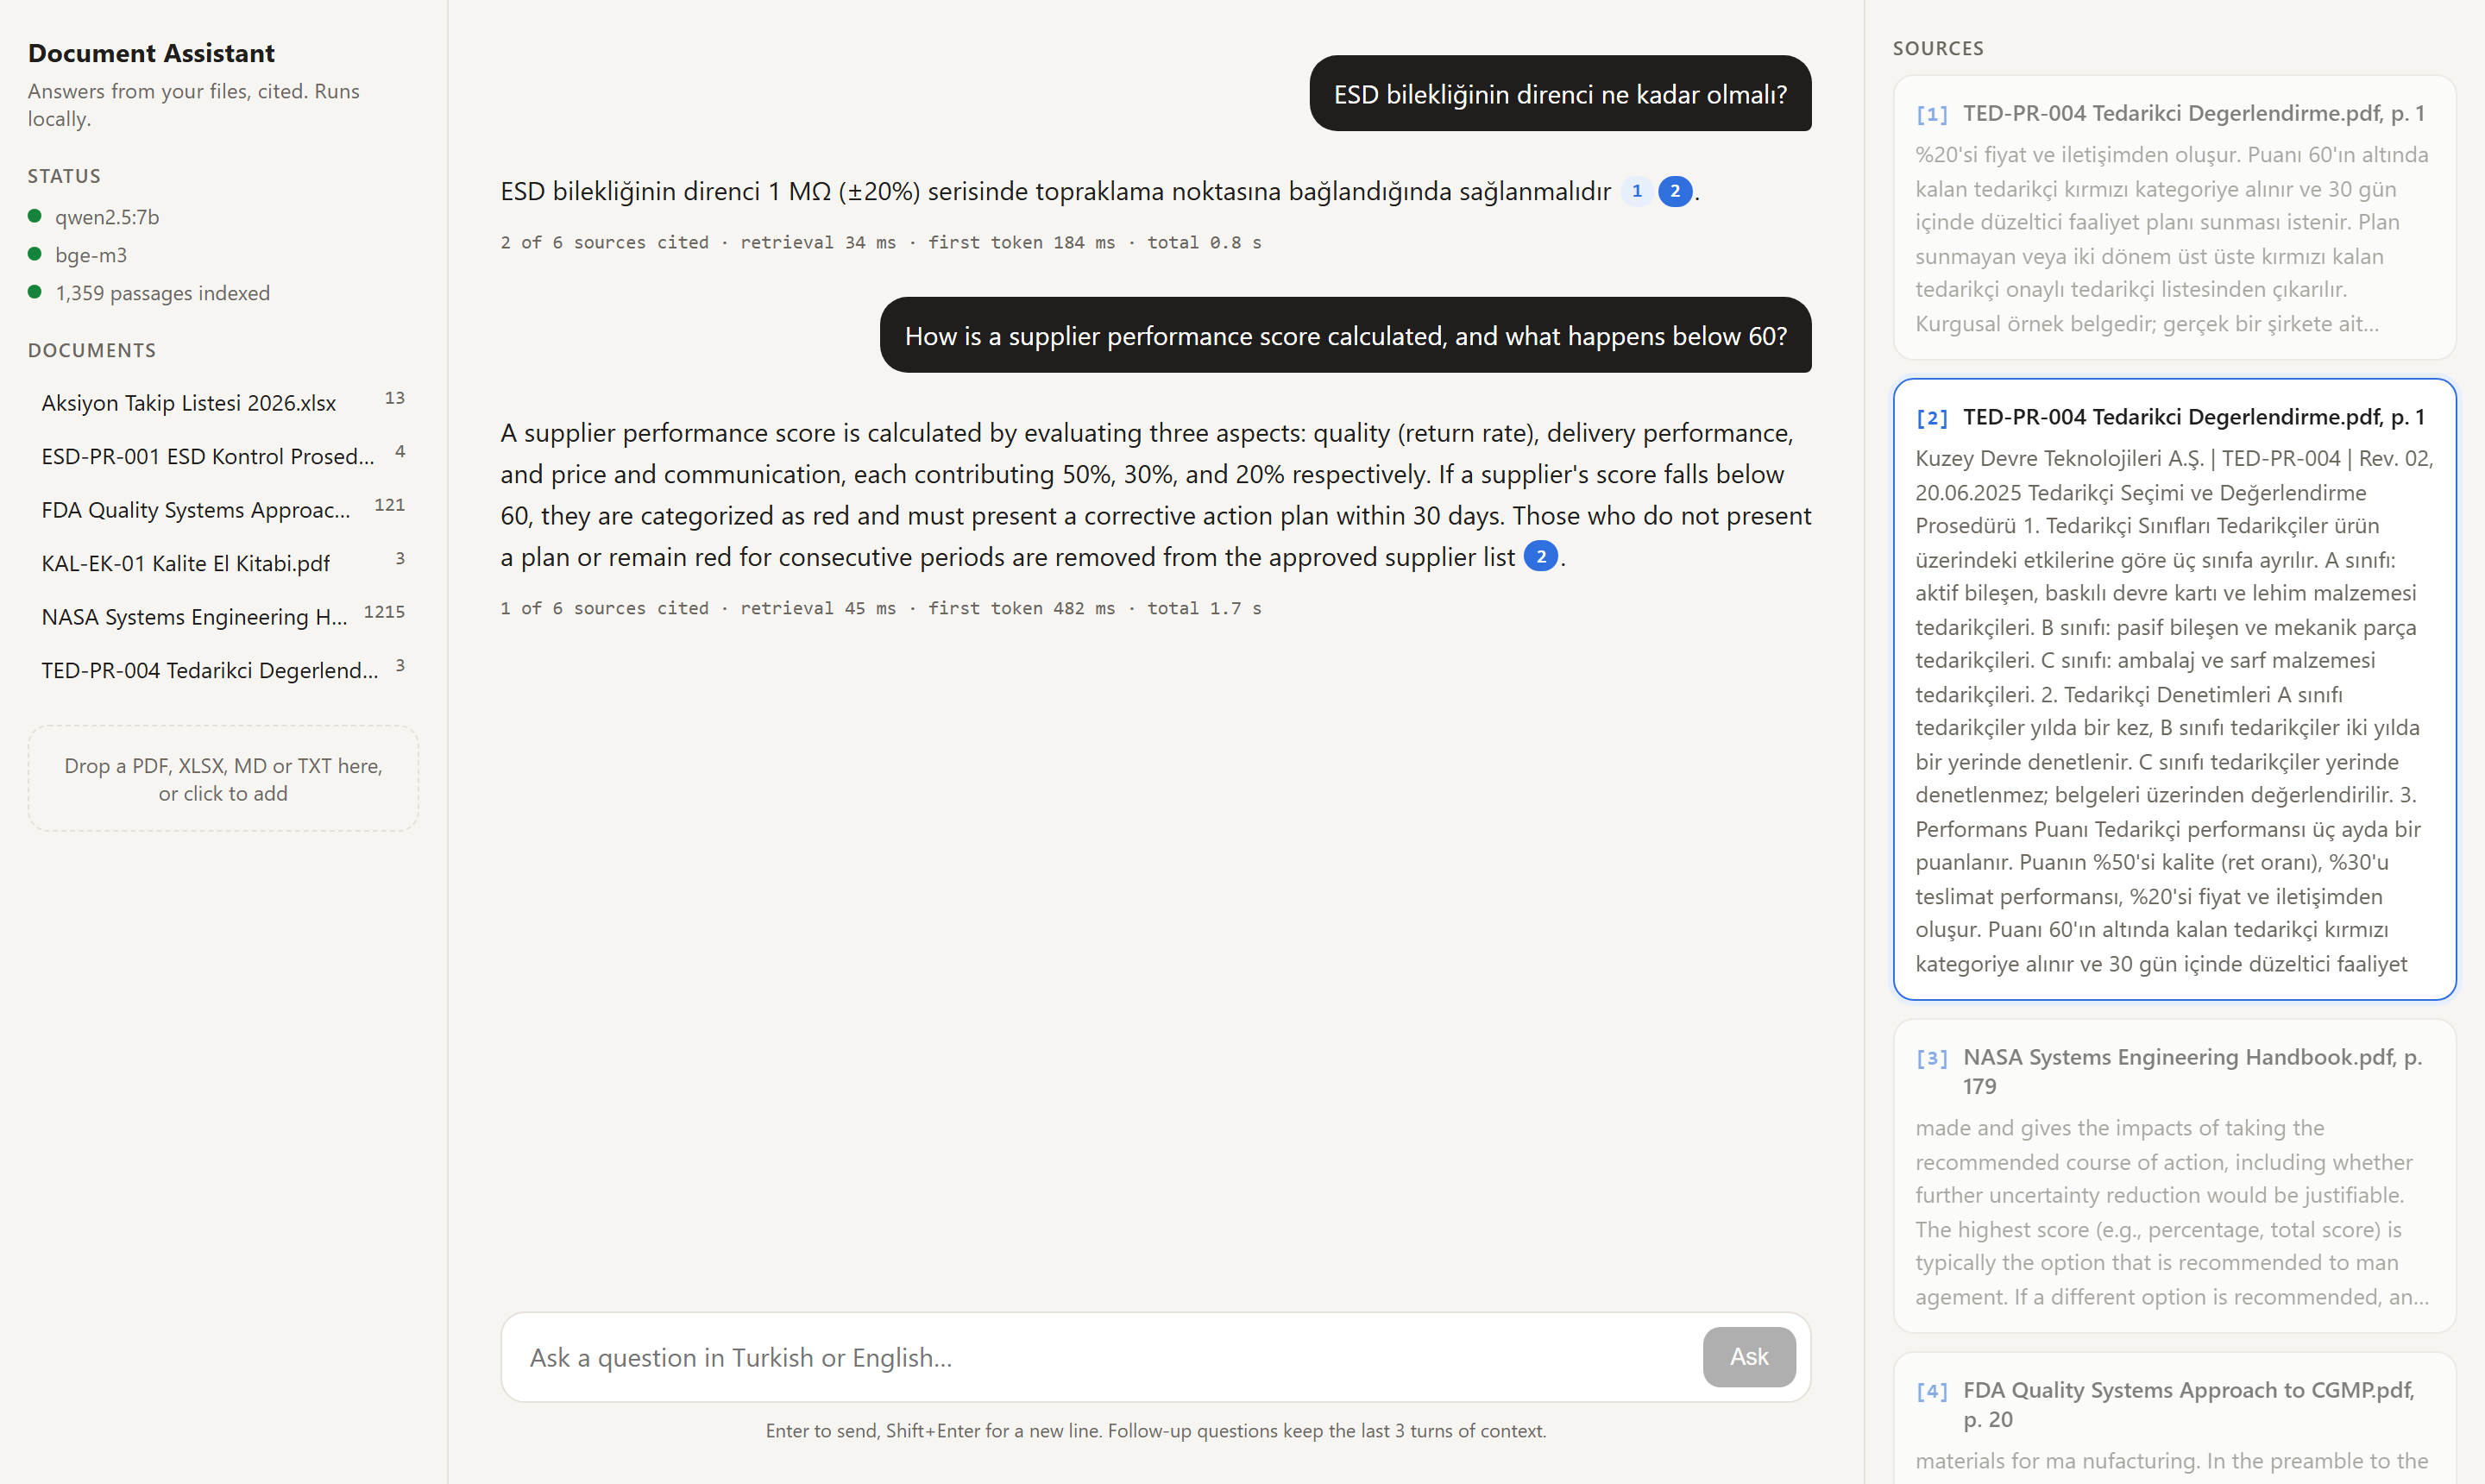 Document Assistant
Answers from your files, cited. Runs
locally.
STATUS
qwen2.5:7b
bge-m3
1,359 passages indexed
DOCUMENTS
Aksiyon Takip Listesi 2026.xlsx 13
ESD-PR-001 ESD Kontrol Prosed... 4
FDA Quality Systems Approac... 121
KAL-EK-01 Kalite El Kitabi.pdf 3
NASA Systems Engineering H... 1215
TED-PR-004 Tedarikci Degerlend... 3
Drop a PDF, XLSX, MD or TXT here,
or click to add
ESD bilekliğinin direnci ne kadar olmalı?
ESD bilekliğinin direnci 1 MΩ (±20%) serisinde topraklama noktasına bağlandığında sağlanmalıdır 1 2.
2 of 6 sources cited · retrieval 34 ms · first token 184 ms · total 0.8 s
How is a supplier performance score calculated, and what happens below 60?
A supplier performance score is calculated by evaluating three aspects: quality (return rate), delivery performance,
and price and communication, each contributing 50%, 30%, and 20% respectively. If a supplier's score falls below
60, they are categorized as red and must present a corrective action plan within 30 days. Those who do not present
a plan or remain red for consecutive periods are removed from the approved supplier list 2.
1 of 6 sources cited · retrieval 45 ms · first token 482 ms · total 1.7 s
Ask a question in Turkish or English...
Ask
Enter to send, Shift+Enter for a new line. Follow-up questions keep the last 3 turns of context.
SOURCES
[1] TED-PR-004 Tedarikci Degerlendirme.pdf, p. 1
%20'si fiyat ve iletişimden oluşur. Puanı 60'ın altında
kalan tedarikçi kırmızı kategoriye alınır ve 30 gün
içinde düzeltici faaliyet planı sunması istenir. Plan
sunmayan veya iki dönem üst üste kırmızı kalan
tedarikçi onaylı tedarikçi listesinden çıkarılır.
Kurgusal örnek belgedir; gerçek bir şirkete ait...
[2] TED-PR-004 Tedarikci Degerlendirme.pdf, p. 1
Kuzey Devre Teknolojileri A.Ş. | TED-PR-004 | Rev. 02,
20.06.2025 Tedarikçi Seçimi ve Değerlendirme
Prosedürü 1. Tedarikçi Sınıfları Tedarikçiler ürün
üzerindeki etkilerine göre üç sınıfa ayrılır. A sınıfı:
aktif bileşen, baskılı devre kartı ve lehim malzemesi
tedarikçileri. B sınıfı: pasif bileşen ve mekanik parça
tedarikçileri. C sınıfı: ambalaj ve sarf malzemesi
tedarikçileri. 2. Tedarikçi Denetimleri A sınıfı
tedarikçiler yılda bir kez, B sınıfı tedarikçiler iki yılda
bir yerinde denetlenir. C sınıfı tedarikçiler yerinde
denetlenmez; belgeleri üzerinden değerlendirilir. 3.
Performans Puanı Tedarikçi performansı üç ayda bir
puanlanır. Puanın %50'si kalite (ret oranı), %30'u
teslimat performansı, %20'si fiyat ve iletişimden
oluşur. Puanı 60'ın altında kalan tedarikçi kırmızı
kategoriye alınır ve 30 gün içinde düzeltici faaliyet
[3] NASA Systems Engineering Handbook.pdf, p.
179
made and gives the impacts of taking the
recommended course of action, including whether
further uncertainty reduction would be justifiable.
The highest score (e.g., percentage, total score) is
typically the option that is recommended to man
agement. If a different option is recommended, an...
[4] FDA Quality Systems Approach to CGMP.pdf,
p. 20
materials for ma nufacturing. In the preamble to the